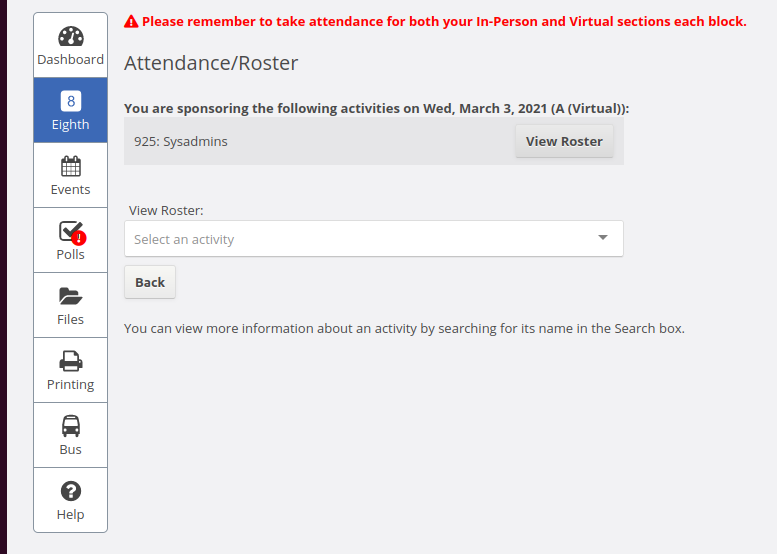 Please remember to take attendance for both your In-Person and Virtual sections each block.
Dashboard
8
Eighth
Events
Polls
Files
Printing
Bus
Help
Attendance/Roster
You are sponsoring the following activities on Wed, March 3, 2021 (A (Virtual)):
925: Sysadmins
View Roster
View Roster:
Select an activity
Back
You can view more information about an activity by searching for its name in the Search box.